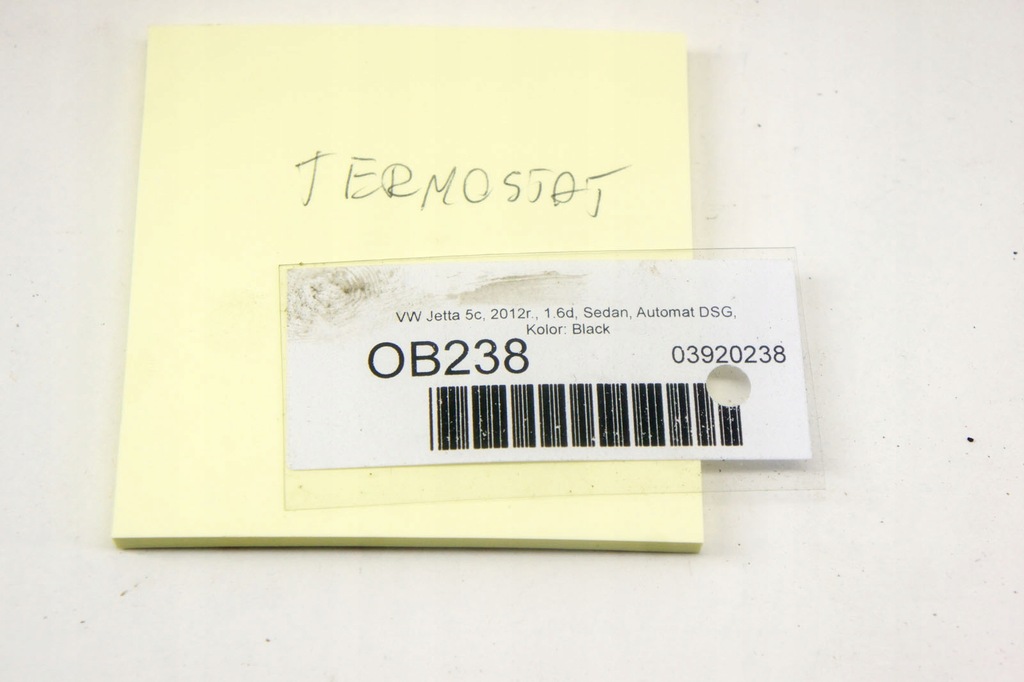 TERMOSTAT
VW Jetta 5c, 2012r., 1.6d, Sedan, Automat DSG,
Kolor: Black
OB238
03920238